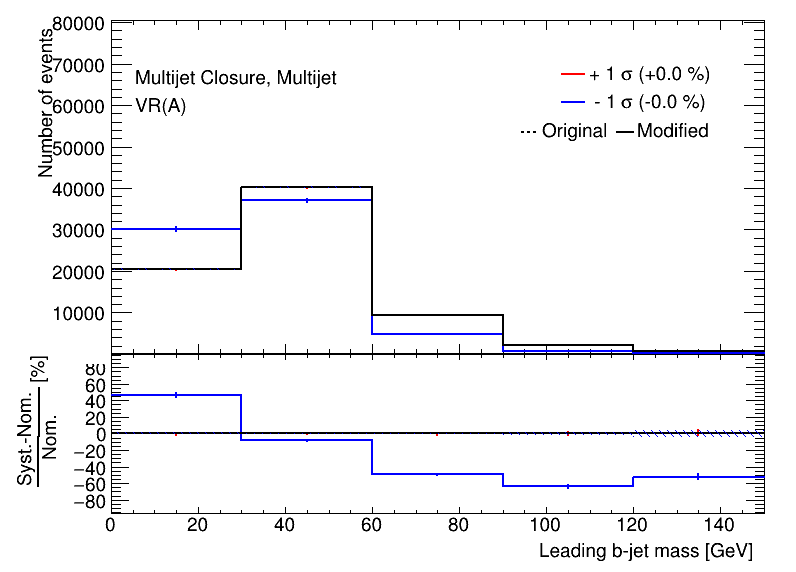 80000
70000
60000
50000
40000
30000
20000
10000
Number of events
Multijet Closure, Multijet
VR(A)
+ 1 σ (+0.0 %)
- 1 σ (-0.0 %)
Original
Modified
80
60
40
20
0
−20
−40
−60
−80
Syst.-Nom.
Nom.
[%]
0 20 40 60 80 100 120 140
Leading b-jet mass [GeV]